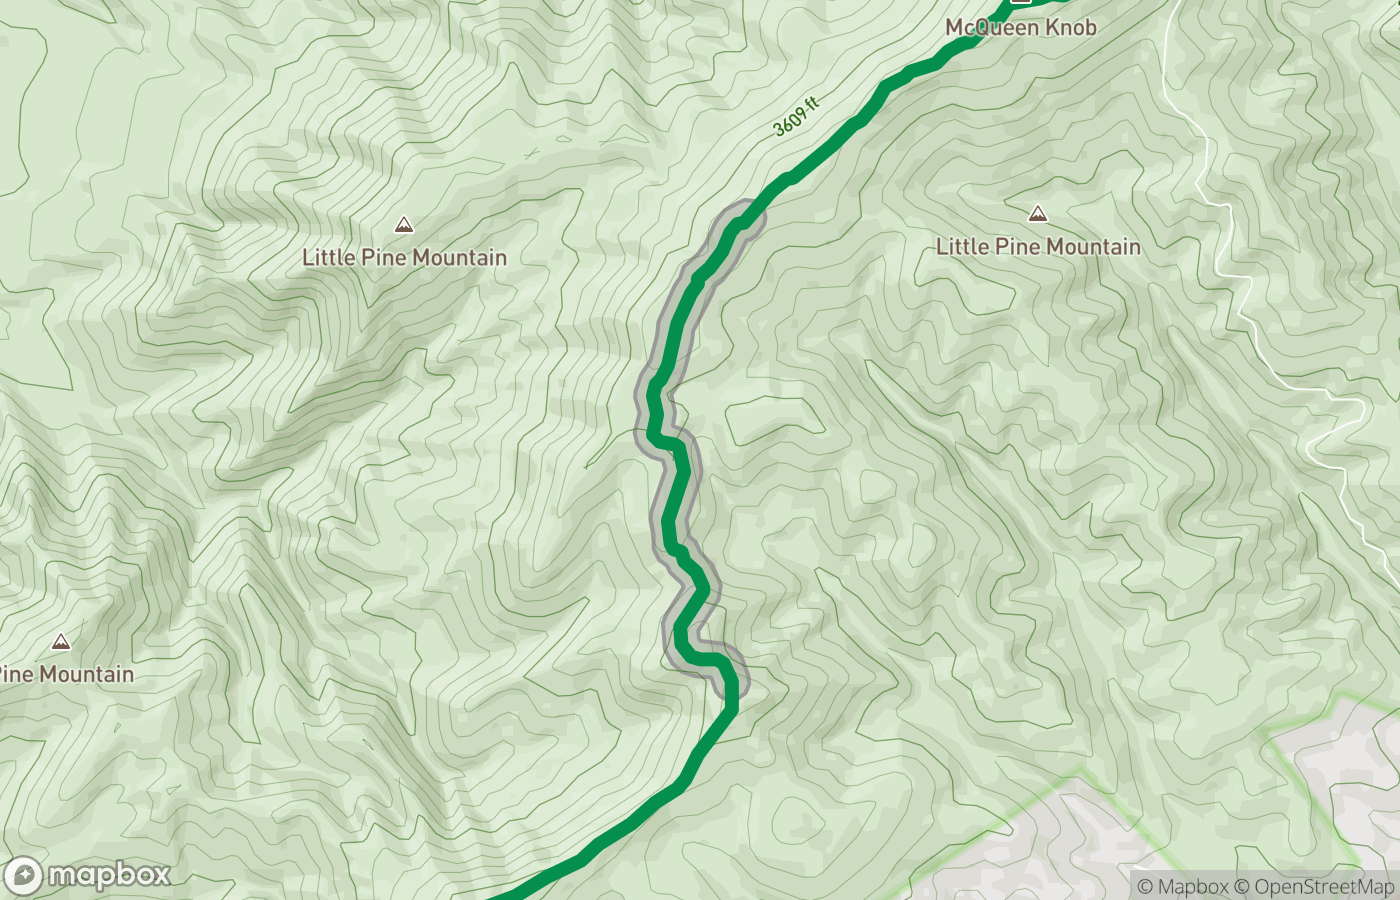 McQueen Knob
3609 ft
Little Pine Mountain
Little Pine Mountain
Pine Mountain
mapbox
© Mapbox © OpenStreetMap